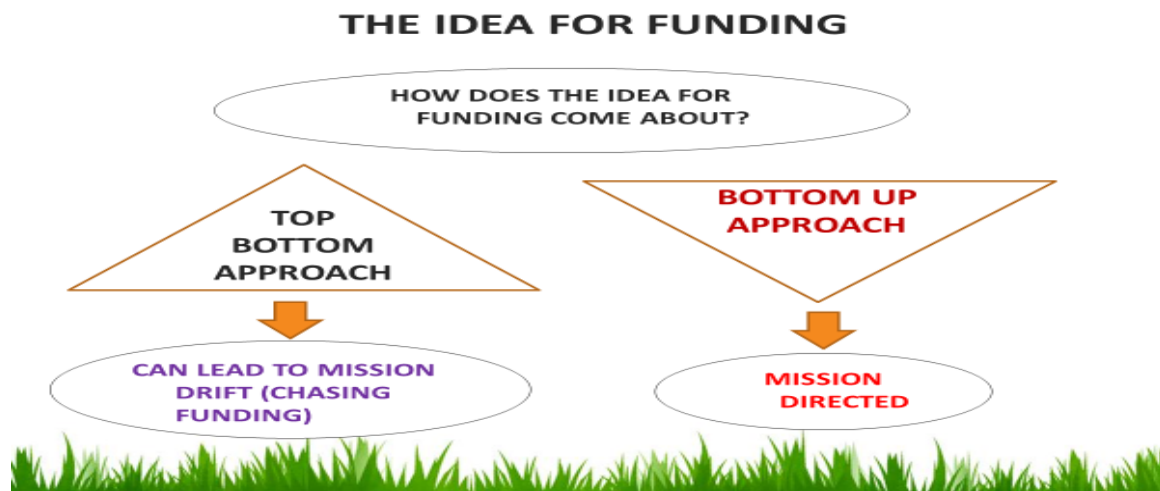 THE IDEA FOR FUNDING
HOW DOES THE IDEA FOR
FUNDING COME ABOUT?
TOP
BOTTOM
APPROACH
BOTTOM UP
APPROACH
CAN LEAD TO MISSION
DRIFT (CHASING
FUNDING)
MISSION
DIRECTED